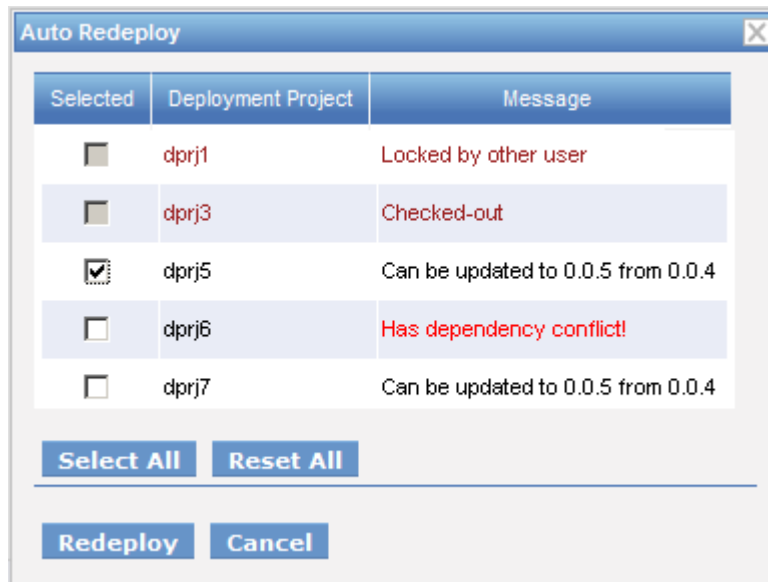 Auto Redeploy
Selected Deployment Project Message
dprj1 Locked by other user
dprj3 Checked-out
dprj5 Can be updated to 0.0.5 from 0.0.4
dprj6 Has dependency conflict!
dprj7 Can be updated to 0.0.5 from 0.0.4
Select All Reset All
Redeploy Cancel